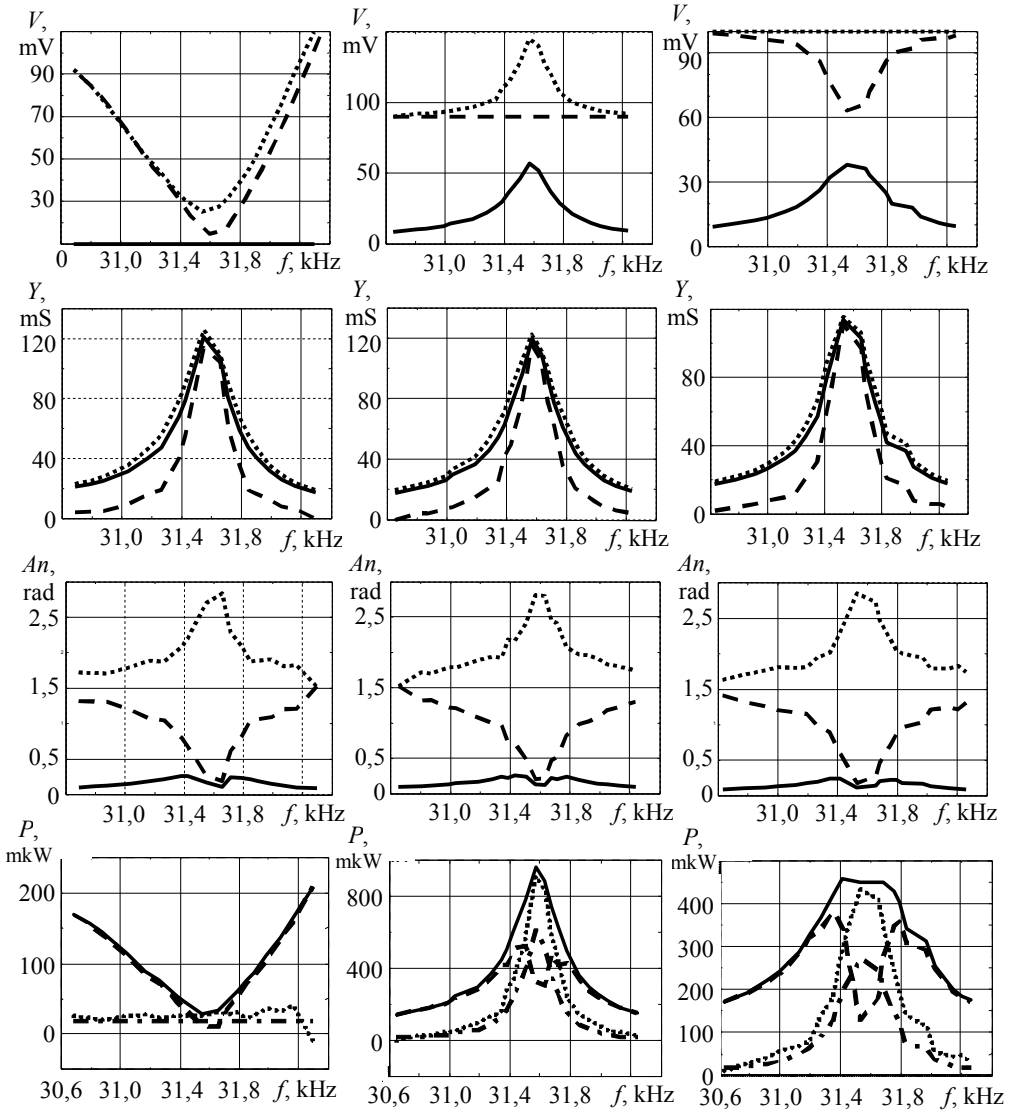 V, mV
90
70
50
30
0 31,0 31,4 31,8 f, kHz
V, mV
100
50
0
31,0 31,4 31,8 f, kHz
V, mV
90
60
30
0
31,0 31,4 31,8 f, kHz
Y, mS
120
80
40
0
31,0 31,4 31,8 f, kHz
Y, mS
120
80
40
0
31,0 31,4 31,8 f, kHz
Y, mS
80
40
0
31,0 31,4 31,8 f, kHz
An, rad
2,5
1,5
0,5
0
31,0 31,4 31,8 f, kHz
An, rad
2,5
1,5
0,5
0
31,0 31,4 31,8 f, kHz
An, rad
2,5
1,5
0,5
0
31,0 31,4 31,8 f, kHz
P, mkW
200
100
0
30,6 31,0 31,4 31,8 f, kHz
P, mkW
800
400
0
30,6 31,0 31,4 31,8 f, kHz
P, mkW
400
300
200
100
0
30,6 31,0 31,4 31,8 f, kHz